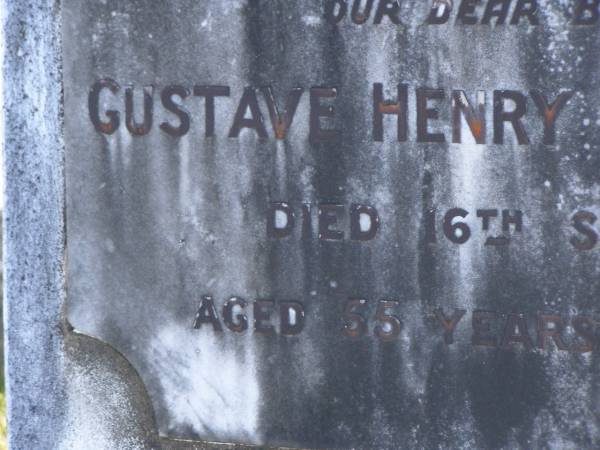 OUR DEAR B
GUSTAVE HENRY
DIED 16TH S
AGED 55 YEARS